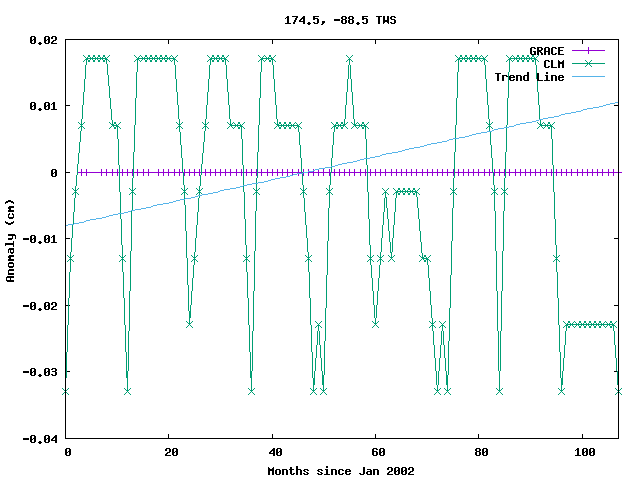 174.5, -88.5 TWS
GRACE
CLM
Trend Line
0.02
0.01
0
-0.01
-0.02
-0.03
-0.04
Anomaly (cm)
0 20 40 60 80 100
Months since Jan 2002